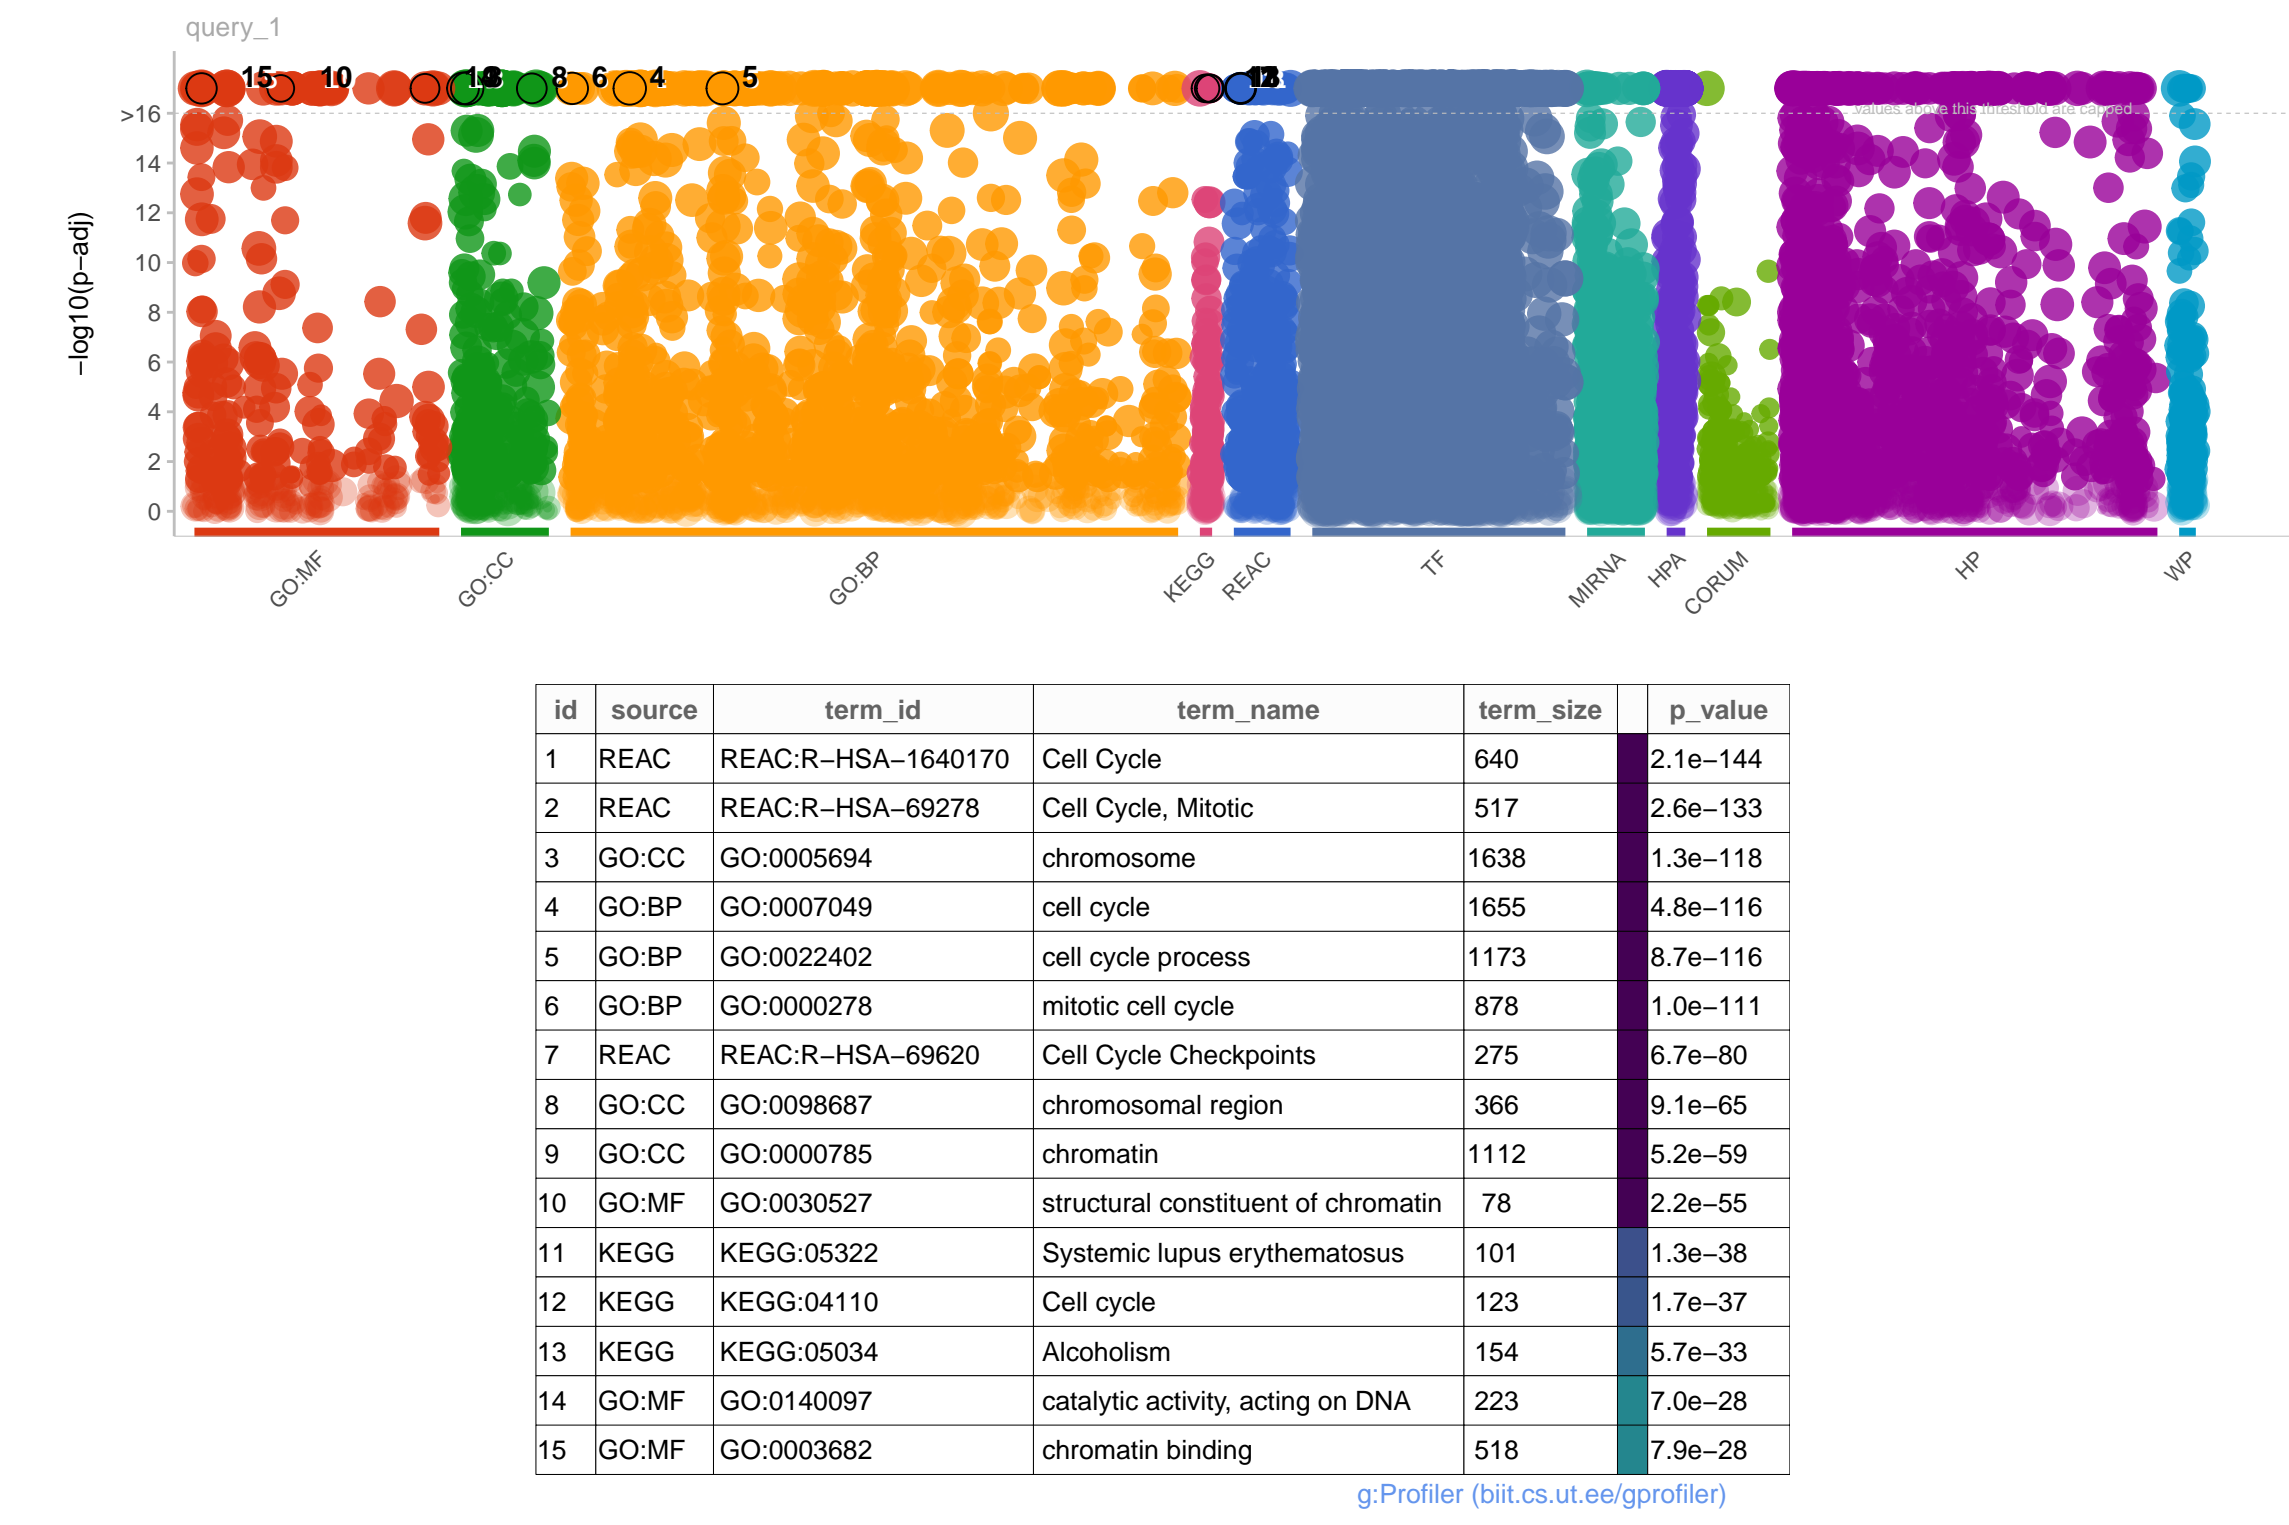 query_1
15 10 8 6 4 5
>16
values above this threshold are capped
14
12
10
8
6
4
2
0
−log10(p−adj)
GO:MF GO:CC GO:BP KEGG REAC TF MIRNA HPA CORUM HP WP
id source term_id term_name term_size p_value
1 REAC REAC:R−HSA−1640170 Cell Cycle 640 2.1e−144
2 REAC REAC:R−HSA−69278 Cell Cycle, Mitotic 517 2.6e−133
3 GO:CC GO:0005694 chromosome 1638 1.3e−118
4 GO:BP GO:0007049 cell cycle 1655 4.8e−116
5 GO:BP GO:0022402 cell cycle process 1173 8.7e−116
6 GO:BP GO:0000278 mitotic cell cycle 878 1.0e−111
7 REAC REAC:R−HSA−69620 Cell Cycle Checkpoints 275 6.7e−80
8 GO:CC GO:0098687 chromosomal region 366 9.1e−65
9 GO:CC GO:0000785 chromatin 1112 5.2e−59
10 GO:MF GO:0030527 structural constituent of chromatin 78 2.2e−55
11 KEGG KEGG:05322 Systemic lupus erythematosus 101 1.3e−38
12 KEGG KEGG:04110 Cell cycle 123 1.7e−37
13 KEGG KEGG:05034 Alcoholism 154 5.7e−33
14 GO:MF GO:0140097 catalytic activity, acting on DNA 223 7.0e−28
15 GO:MF GO:0003682 chromatin binding 518 7.9e−28
g:Profiler (biit.cs.ut.ee/gprofiler)